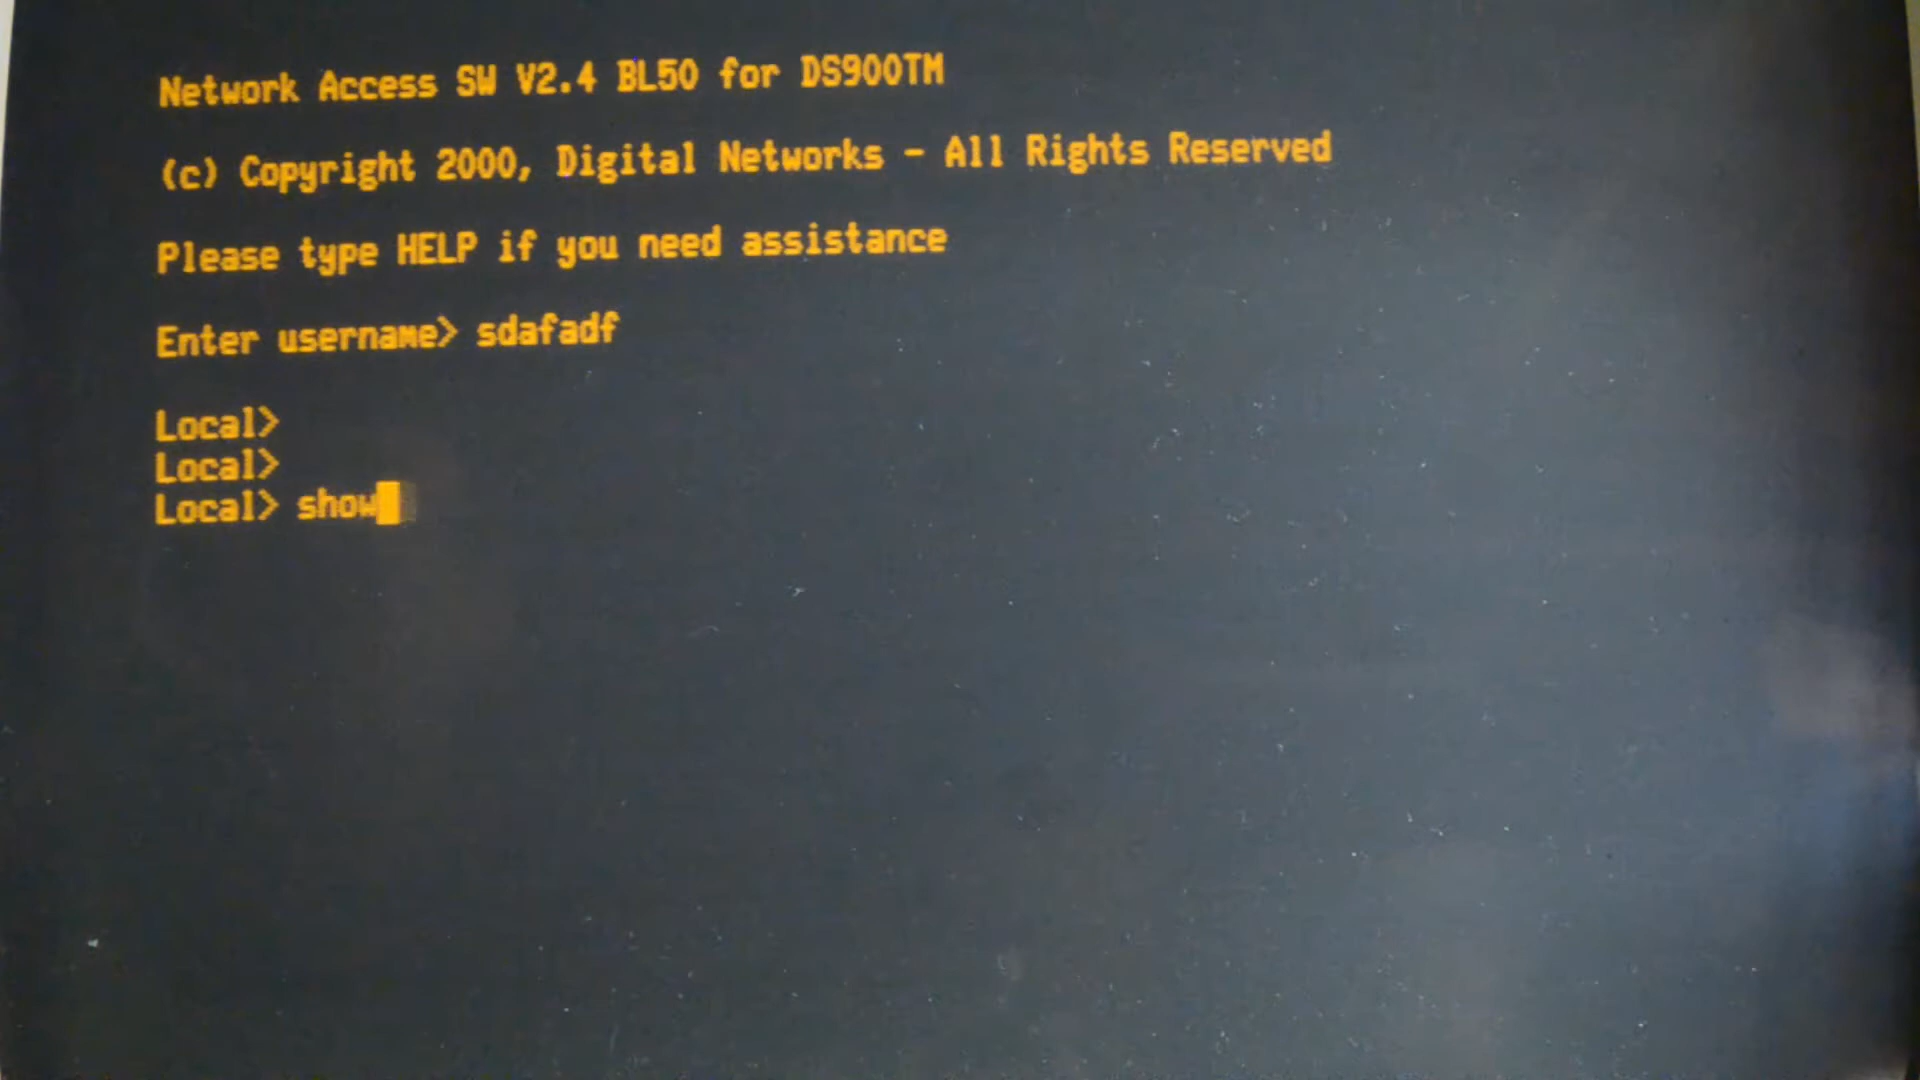 Network Access SW V2.4 BL50 for DS900TM
(c) Copyright 2000, Digital Networks - All Rights Reserved
Please type HELP if you need assistance
Enter username> sdafadf
Local>
Local>
Local> show